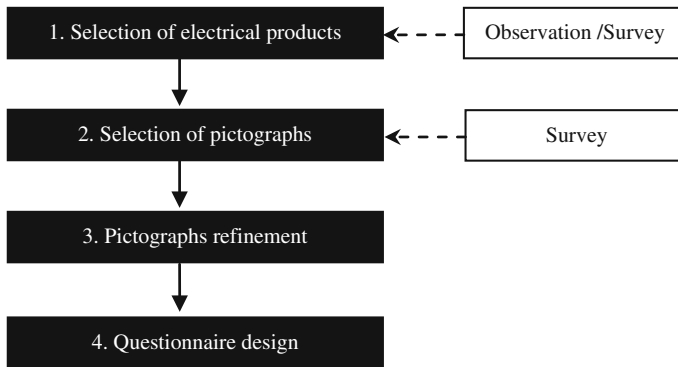 1. Selection of electrical products
Observation /Survey
2. Selection of pictographs
Survey
3. Pictographs refinement
4. Questionnaire design